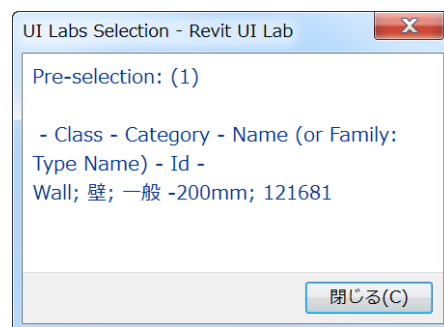 UI Labs Selection - Revit UI Lab
Pre-selection: (1)
- Class - Category - Name (or Family:
Type Name) - Id -
Wall; 壁; 一般 -200mm; 121681
閉じる(C)